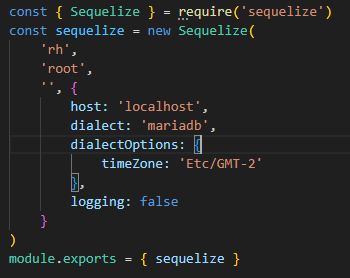 const { Sequelize } = require('sequelize')
const sequelize = new Sequelize(
    'rh',
    'root',
    '', {
        host: 'localhost',
        dialect: 'mariadb',
        dialectOptions: {
            timeZone: 'Etc/GMT-2'
        },
        logging: false
    }
)
module.exports = { sequelize }